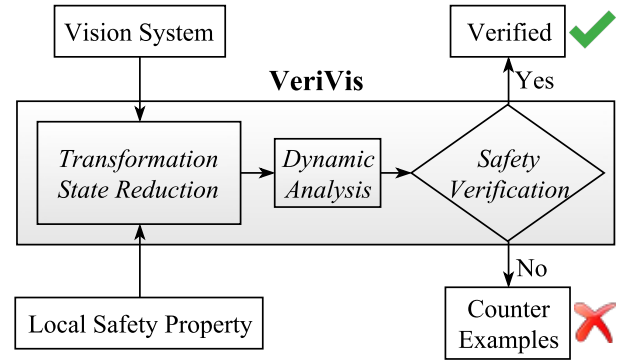 Vision System
Verified
Yes
VeriVis
Transformation
State Reduction
Dynamic
Analysis
Safety
Verification
No
Local Safety Property
Counter
Examples